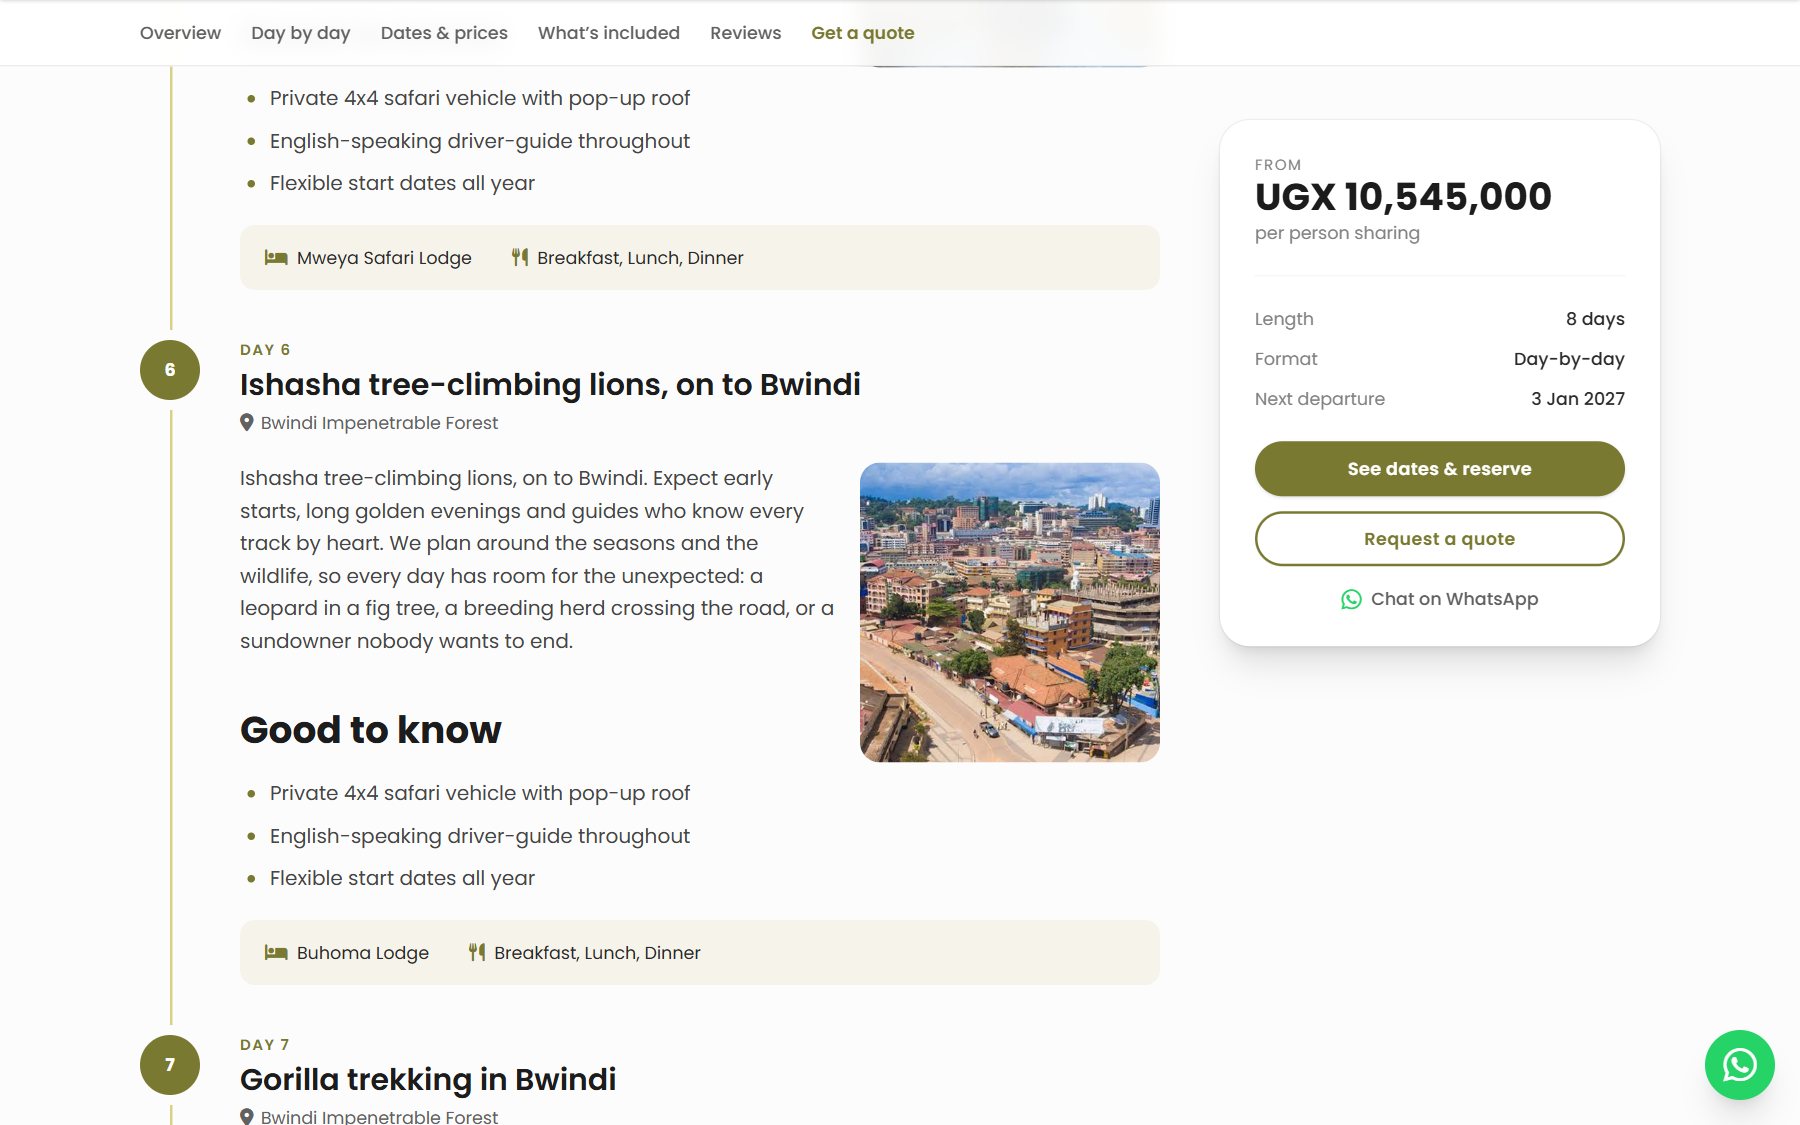 Overview Day by day Dates & prices What's included Reviews Get a quote
Private 4x4 safari vehicle with pop-up roof
English-speaking driver-guide throughout
Flexible start dates all year
Mweya Safari Lodge Breakfast, Lunch, Dinner
6
DAY 6
Ishasha tree-climbing lions, on to Bwindi
Bwindi Impenetrable Forest
Ishasha tree-climbing lions, on to Bwindi. Expect early
starts, long golden evenings and guides who know every
track by heart. We plan around the seasons and the
wildlife, so every day has room for the unexpected: a
leopard in a fig tree, a breeding herd crossing the road, or a
sundowner nobody wants to end.
Good to know
Private 4x4 safari vehicle with pop-up roof
English-speaking driver-guide throughout
Flexible start dates all year
Buhoma Lodge Breakfast, Lunch, Dinner
7
DAY 7
Gorilla trekking in Bwindi
Bwindi Impenetrable Forest
FROM
UGX 10,545,000
per person sharing
Length 8 days
Format Day-by-day
Next departure 3 Jan 2027
See dates & reserve
Request a quote
Chat on WhatsApp